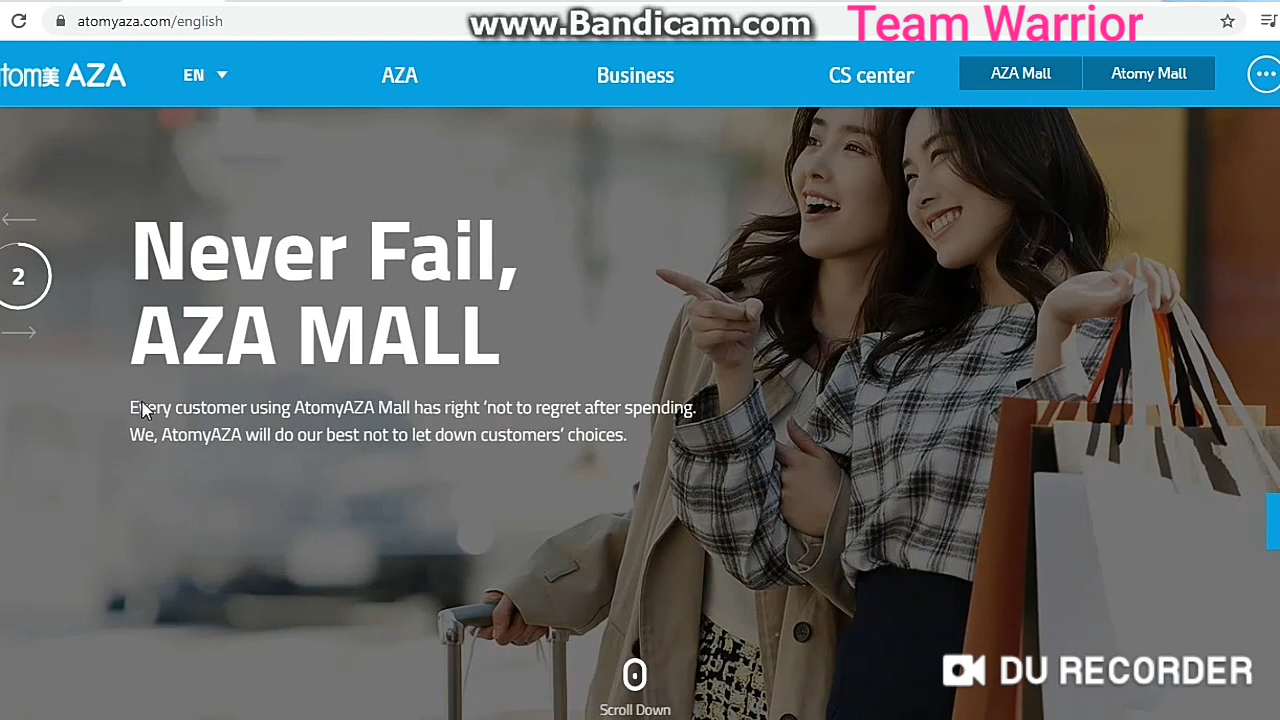 atomyaza.com/english
www.Bandicam.com
Team Warrior
atom美 AZA
EN
AZA
Business
CS center
AZA Mall
Atomy Mall
2
Never Fail,
AZA MALL
Every customer using AtomyAZA Mall has right ‘not to regret after spending.
We, AtomyAZA will do our best not to let down customers’ choices.
Scroll Down
DU RECORDER